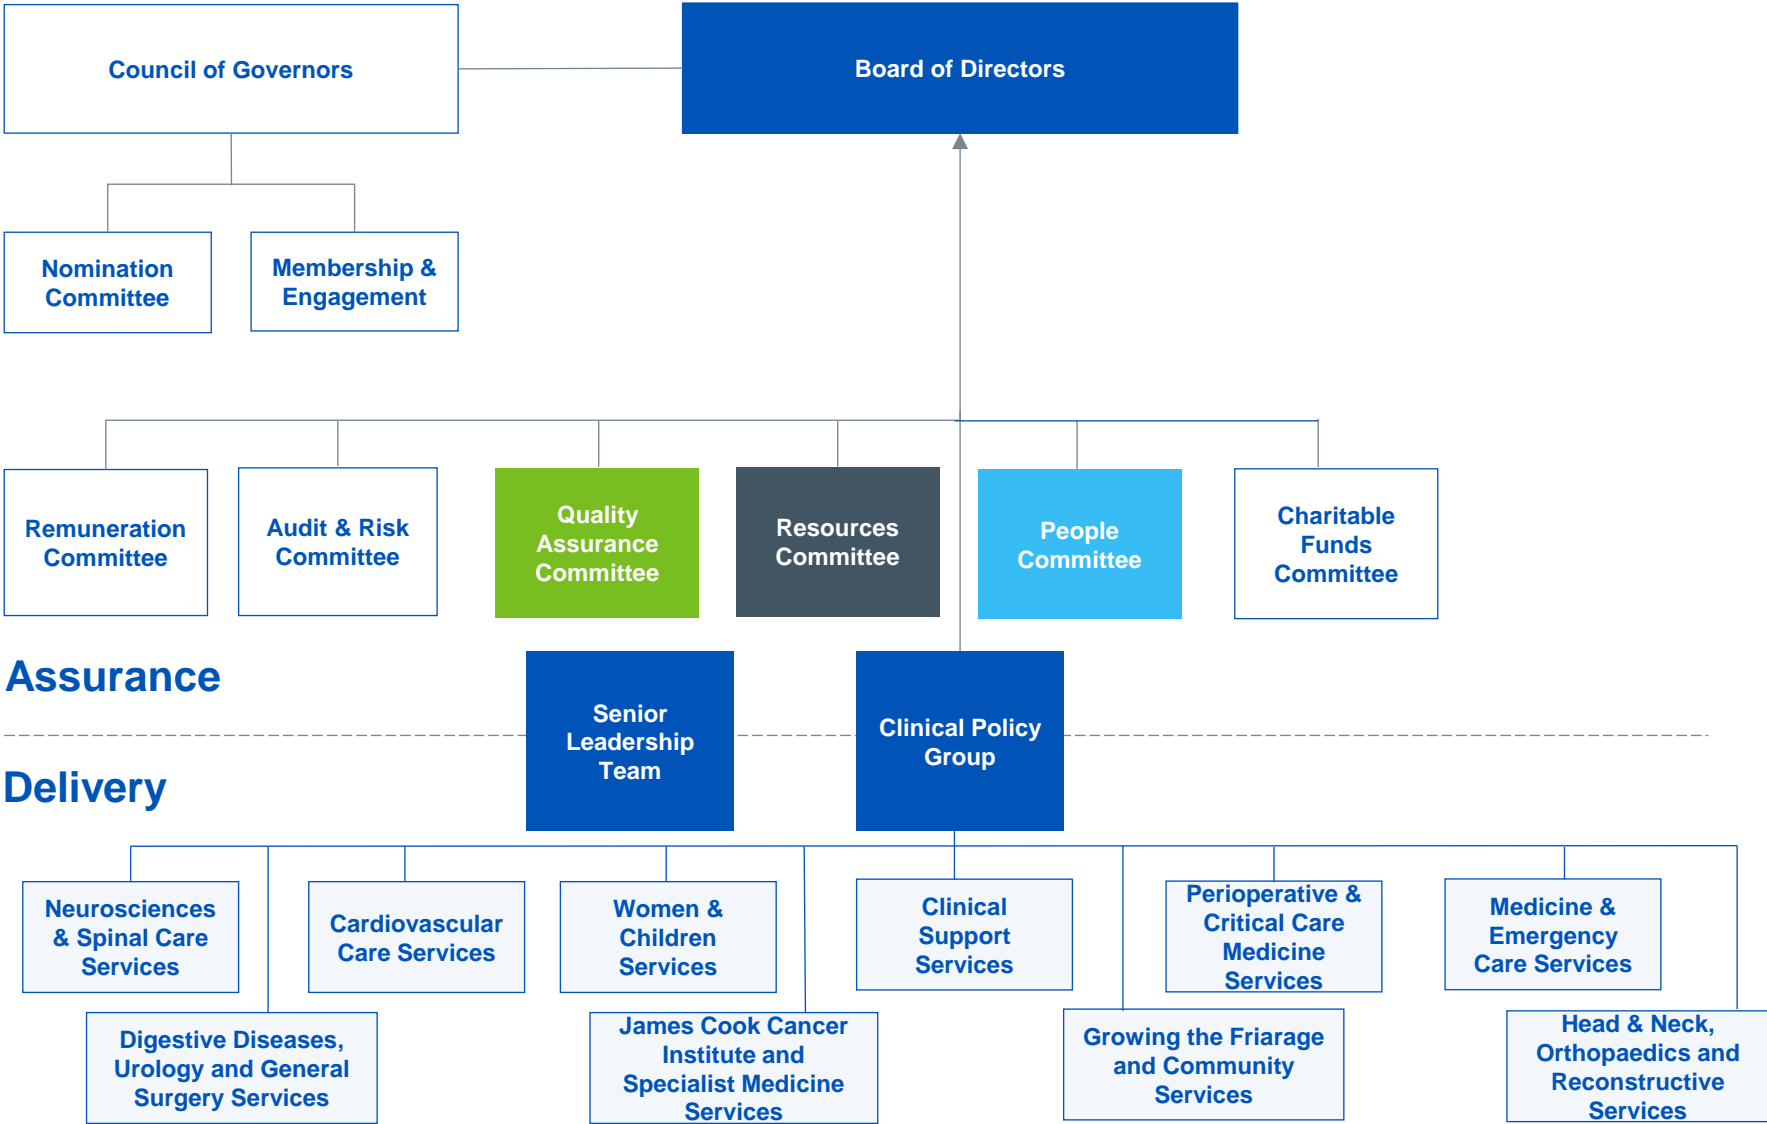 Council of Governors
Board of Directors
Nomination
Committee
Membership &
Engagement
Remuneration
Committee
Audit & Risk
Committee
Quality
Assurance
Committee
Resources
Committee
People
Committee
Charitable
Funds
Committee
Assurance
Senior
Leadership
Team
Clinical Policy
Group
Delivery
Neurosciences
& Spinal Care
Services
Cardiovascular
Care Services
Women &
Children
Services
Clinical
Support
Services
Perioperative &
Critical Care
Medicine
Services
Medicine &
Emergency
Care Services
Digestive Diseases,
Urology and General
Surgery Services
James Cook Cancer
Institute and
Specialist Medicine
Services
Growing the Friarage
and Community
Services
Head & Neck,
Orthopaedics and
Reconstructive
Services